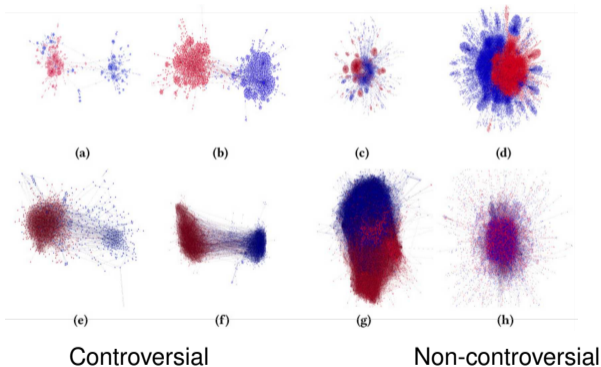 (a) (b) (c) (d)
(e) (f) (g) (h)
Controversial Non-controversial